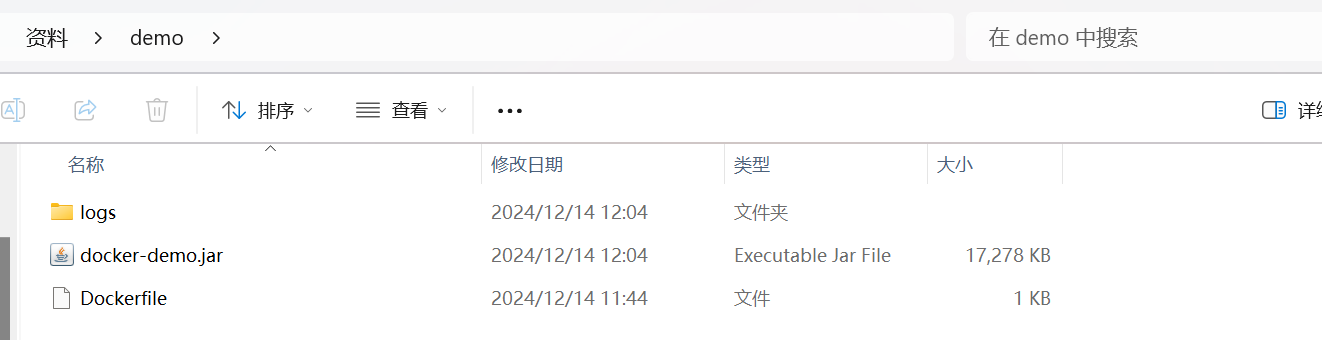 资料 > demo >
在 demo 中搜索
排序 查看 ••• 详
名称 修改日期 类型 大小
logs 2024/12/14 12:04 文件夹
docker-demo.jar 2024/12/14 12:04 Executable Jar File 17,278 KB
Dockerfile 2024/12/14 11:44 文件 1 KB